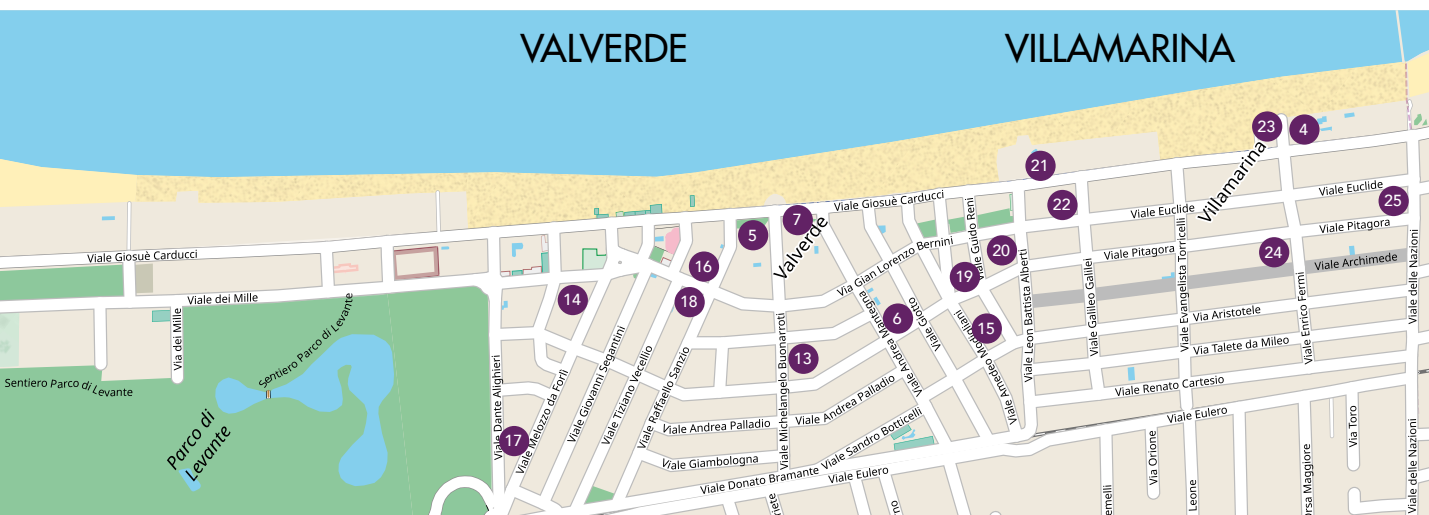 VALVERDE
VILLAMARINA
23
4
21
22
25
5
7
20
24
16
19
14
18
6
15
13
17
Viale Giosuè Carducci
Viale Giosuè Carducci
Villamarina
Valverde
Viale Euclide
Viale Euclide
Viale Pitagora
Viale Pitagora
Viale Archimede
Via Gian Lorenzo Bernini
Viale Guido Reni
Viale dei Mille
Via dei Mille
Sentiero Parco di Levante
Sentiero Parco di Levante
Parco di
Levante
Viale Dante Alighieri
Viale Melozzo da Forlì
Viale Giovanni Segantini
Viale Tiziano Vecellio
Viale Raffaello Sanzio
Viale Michelangelo Buonarroti
Viale Andrea Mantegna
Viale Andrea
Viale Giotto
Viale Amedeo Modigliani
Viale Leon Battista Alberti
Viale Galileo Galilei
Viale Evangelista Torricelli
Viale Enrico Fermi
Viale delle Nazioni
Viale delle Nazioni
Via Aristotele
Via Talete da Mileo
Viale Renato Cartesio
Viale Eulero
Viale Eulero
Viale Andrea Palladio
Viale Andrea Palladio
Viale Sandro Botticelli
Viale Giambologna
Viale Donato Bramante
Via Toro
Via Orione
Leone
orsa Maggiore
emelli